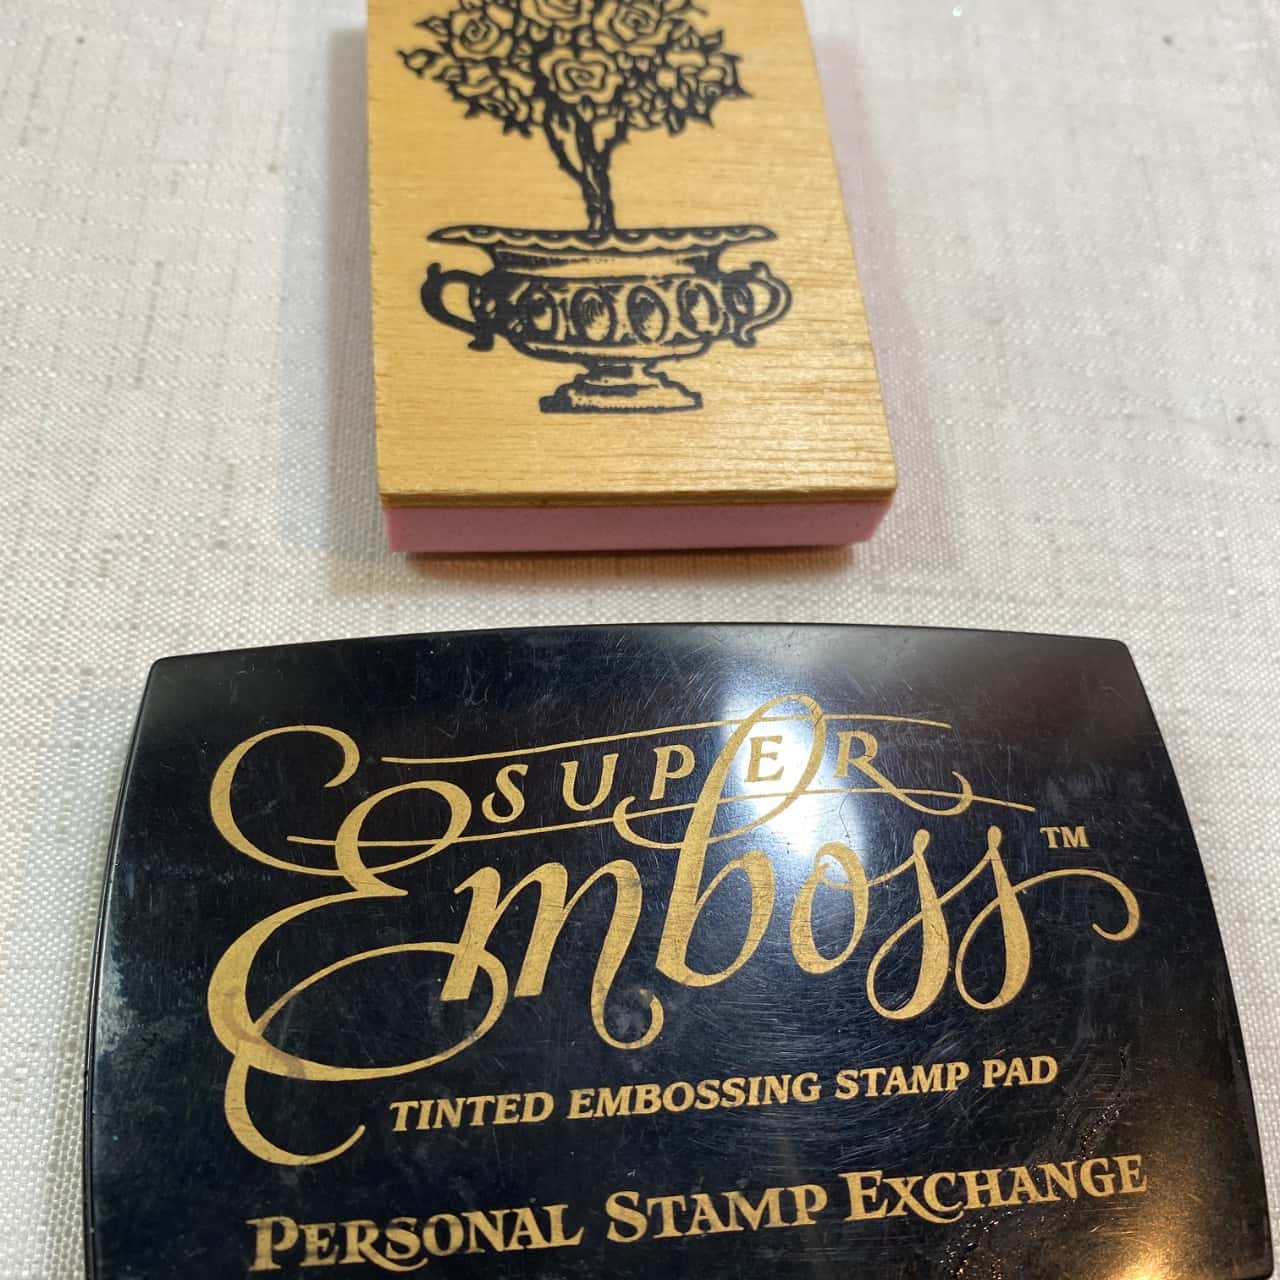 SUPER
Emboss™
TINTED EMBOSSING STAMP PAD
PERSONAL STAMP EXCHANGE